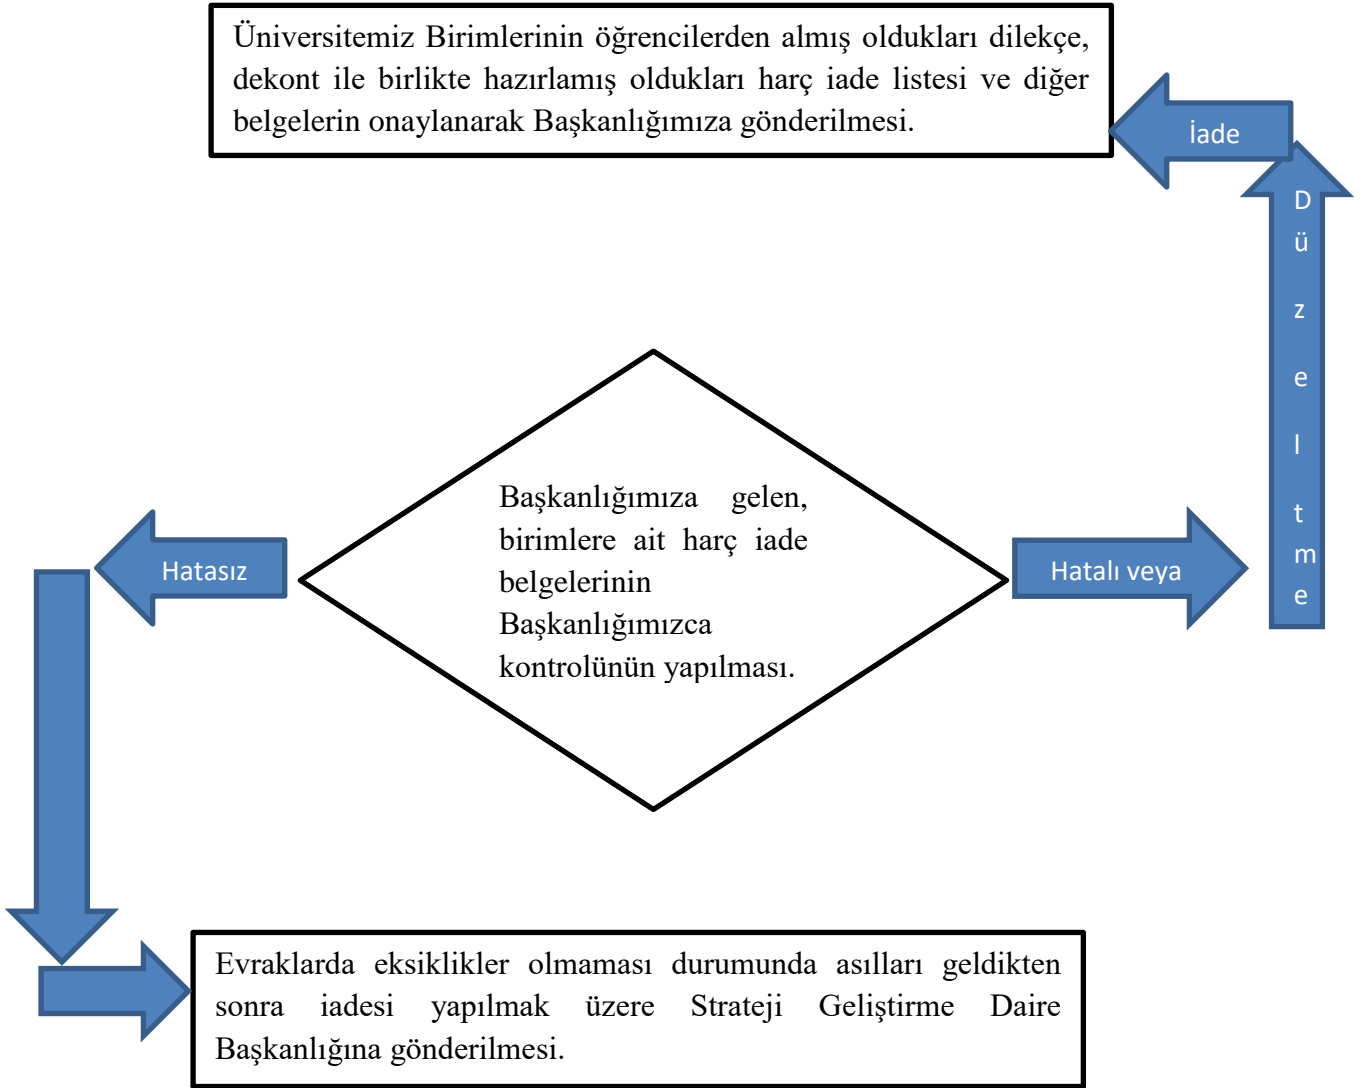 Üniversitemiz Birimlerinin öğrencilerden almış oldukları dilekçe,
dekont ile birlikte hazırlamış oldukları harç iade listesi ve diğer
belgelerin onaylanarak Başkanlığımıza gönderilmesi.
İade
D
ü
z
e
l
t
m
e
Başkanlığımıza gelen,
birimlere ait harç iade
belgelerinin
Başkanlığımızca
kontrolünün yapılması.
Hatasız
Hatalı veya
Evraklarda eksiklikler olmaması durumunda asılları geldikten
sonra iadesi yapılmak üzere Strateji Geliştirme Daire
Başkanlığına gönderilmesi.